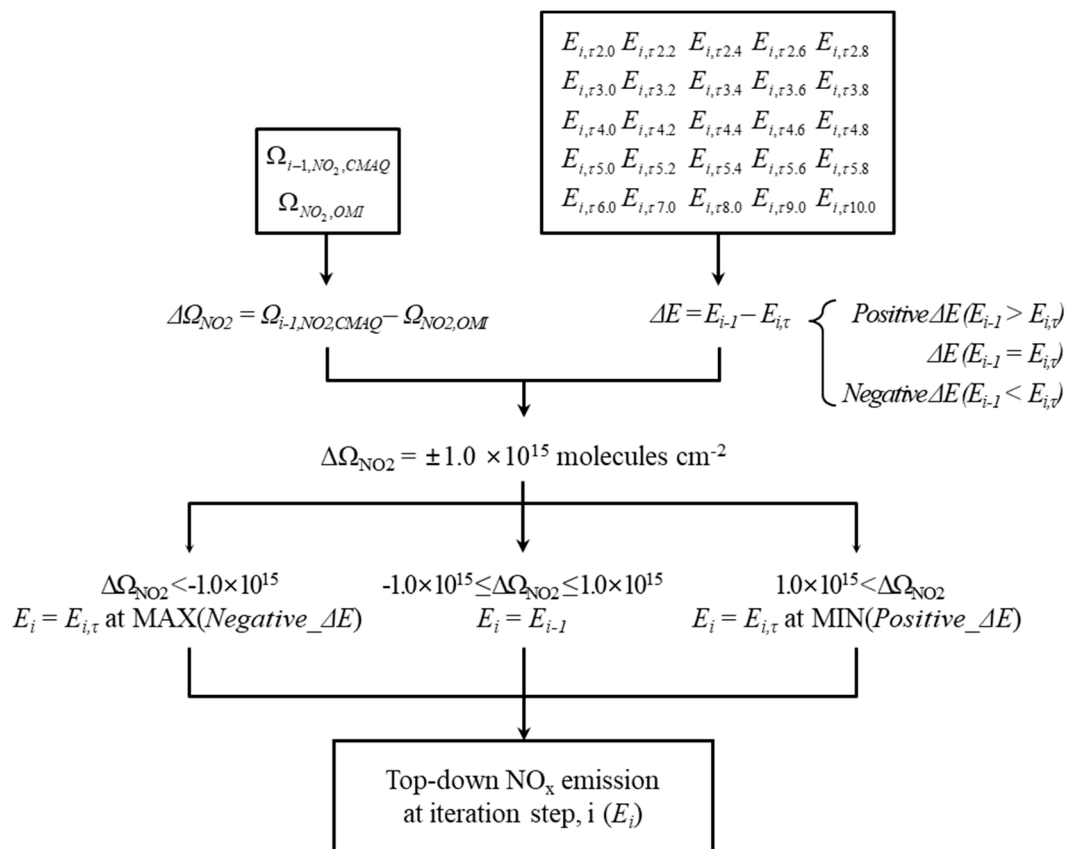 E_{i,τ2.0} E_{i,τ2.2} E_{i,τ2.4} E_{i,τ2.6} E_{i,τ2.8}
E_{i,τ3.0} E_{i,τ3.2} E_{i,τ3.4} E_{i,τ3.6} E_{i,τ3.8}
E_{i,τ4.0} E_{i,τ4.2} E_{i,τ4.4} E_{i,τ4.6} E_{i,τ4.8}
E_{i,τ5.0} E_{i,τ5.2} E_{i,τ5.4} E_{i,τ5.6} E_{i,τ5.8}
E_{i,τ6.0} E_{i,τ7.0} E_{i,τ8.0} E_{i,τ9.0} E_{i,τ10.0}
Ω_{i−1,NO₂,CMAQ}
Ω_{NO₂,OMI}
ΔΩ_{NO2} = Ω_{i-1,NO2,CMAQ} − Ω_{NO2,OMI}
ΔE = E_{i-1} − E_{i,τ}
Positive ΔE (E_{i-1} > E_{i,τ})
ΔE (E_{i-1} = E_{i,τ})
Negative ΔE (E_{i-1} < E_{i,τ})
ΔΩ_{NO2} = ±1.0 ×10^{15} molecules cm^{-2}
ΔΩ_{NO2}<-1.0×10^{15}
E_i = E_{i,τ} at MAX(Negative_ΔE)
-1.0×10^{15}≤ΔΩ_{NO2}≤1.0×10^{15}
E_i = E_{i-1}
1.0×10^{15}<ΔΩ_{NO2}
E_i = E_{i,τ} at MIN(Positive_ΔE)
Top-down NO_x emission
at iteration step, i (E_i)